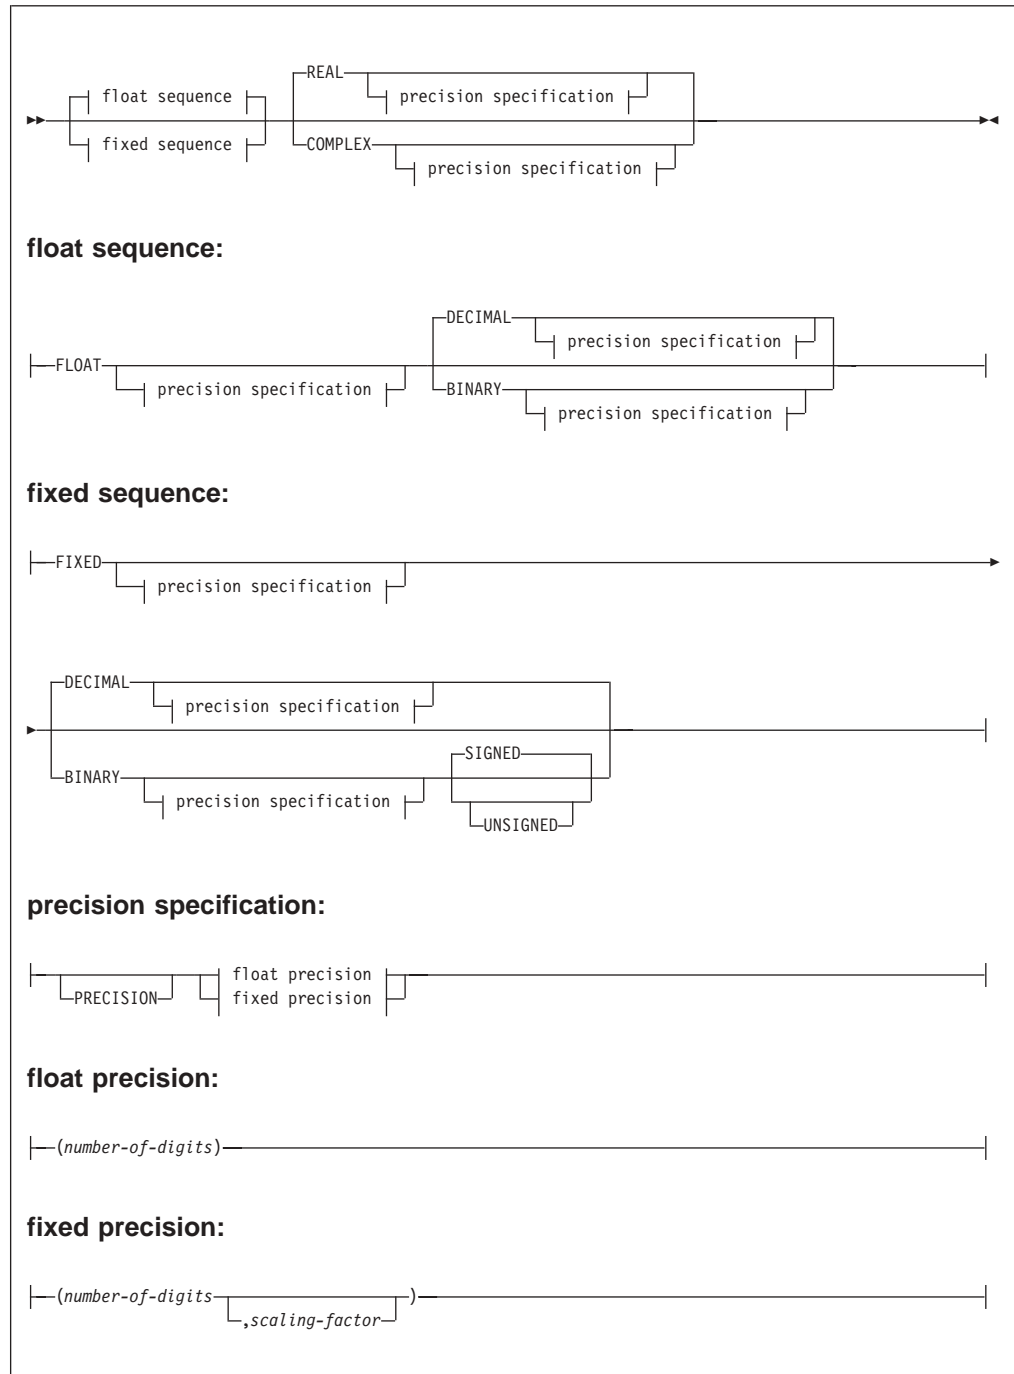 REAL
precision specification
float sequence
fixed sequence
COMPLEX
precision specification
float sequence:
DECIMAL
precision specification
FLOAT
precision specification
BINARY
precision specification
fixed sequence:
FIXED
precision specification
DECIMAL
precision specification
SIGNED
BINARY
precision specification
UNSIGNED
precision specification:
float precision
PRECISION
fixed precision
float precision:
(number-of-digits)
fixed precision:
(number-of-digits )
,scaling-factor